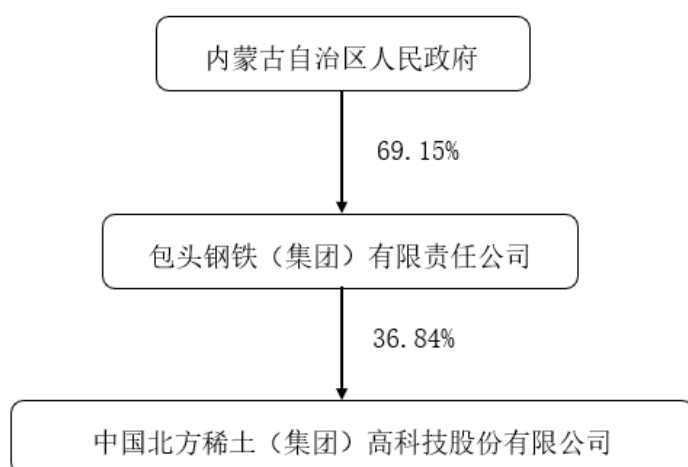 内蒙古自治区人民政府
69.15%
包头钢铁（集团）有限责任公司
36.84%
中国北方稀土（集团）高科技股份有限公司